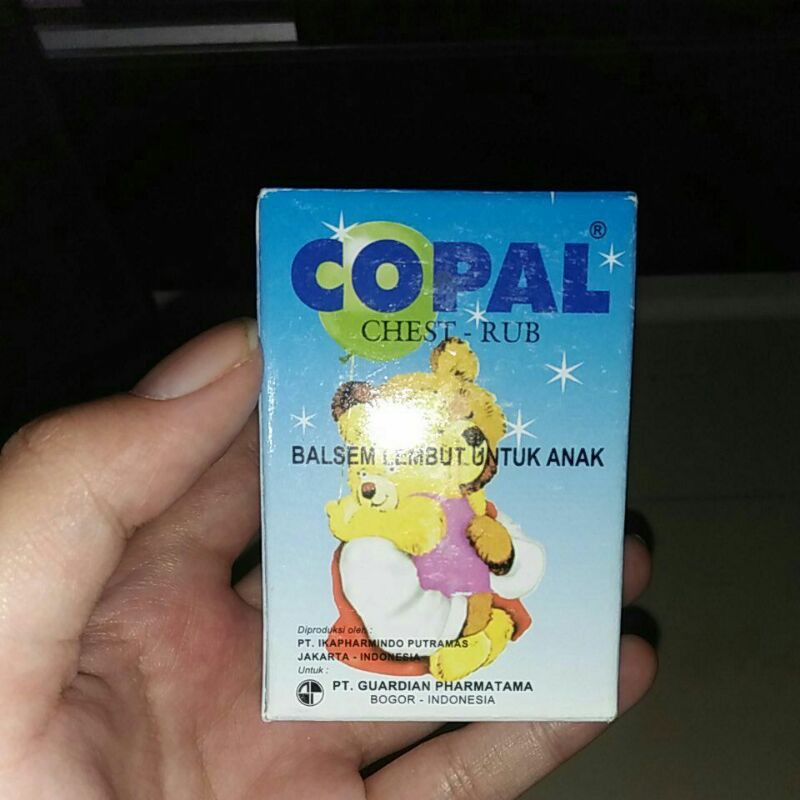 COPAL®
CHEST - RUB
BALSEM LEMBUT UNTUK ANAK
Diproduksi oleh :
PT. IKAPHARMINDO PUTRAMAS
JAKARTA - INDONESIA
Untuk :
PT. GUARDIAN PHARMATAMA
BOGOR - INDONESIA